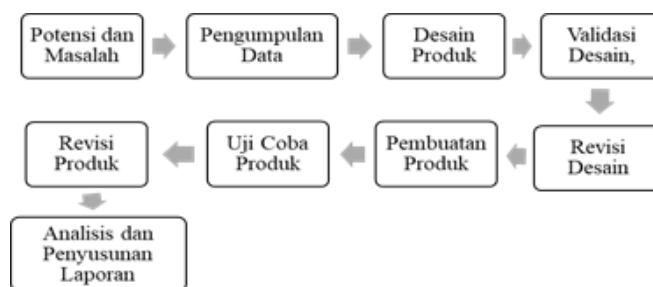 Potensi dan
Masalah
Pengumpulan
Data
Desain
Produk
Validasi
Desain,
Revisi
Desain
Pembuatan
Produk
Uji Coba
Produk
Revisi
Produk
Analisis dan
Penyusunan
Laporan